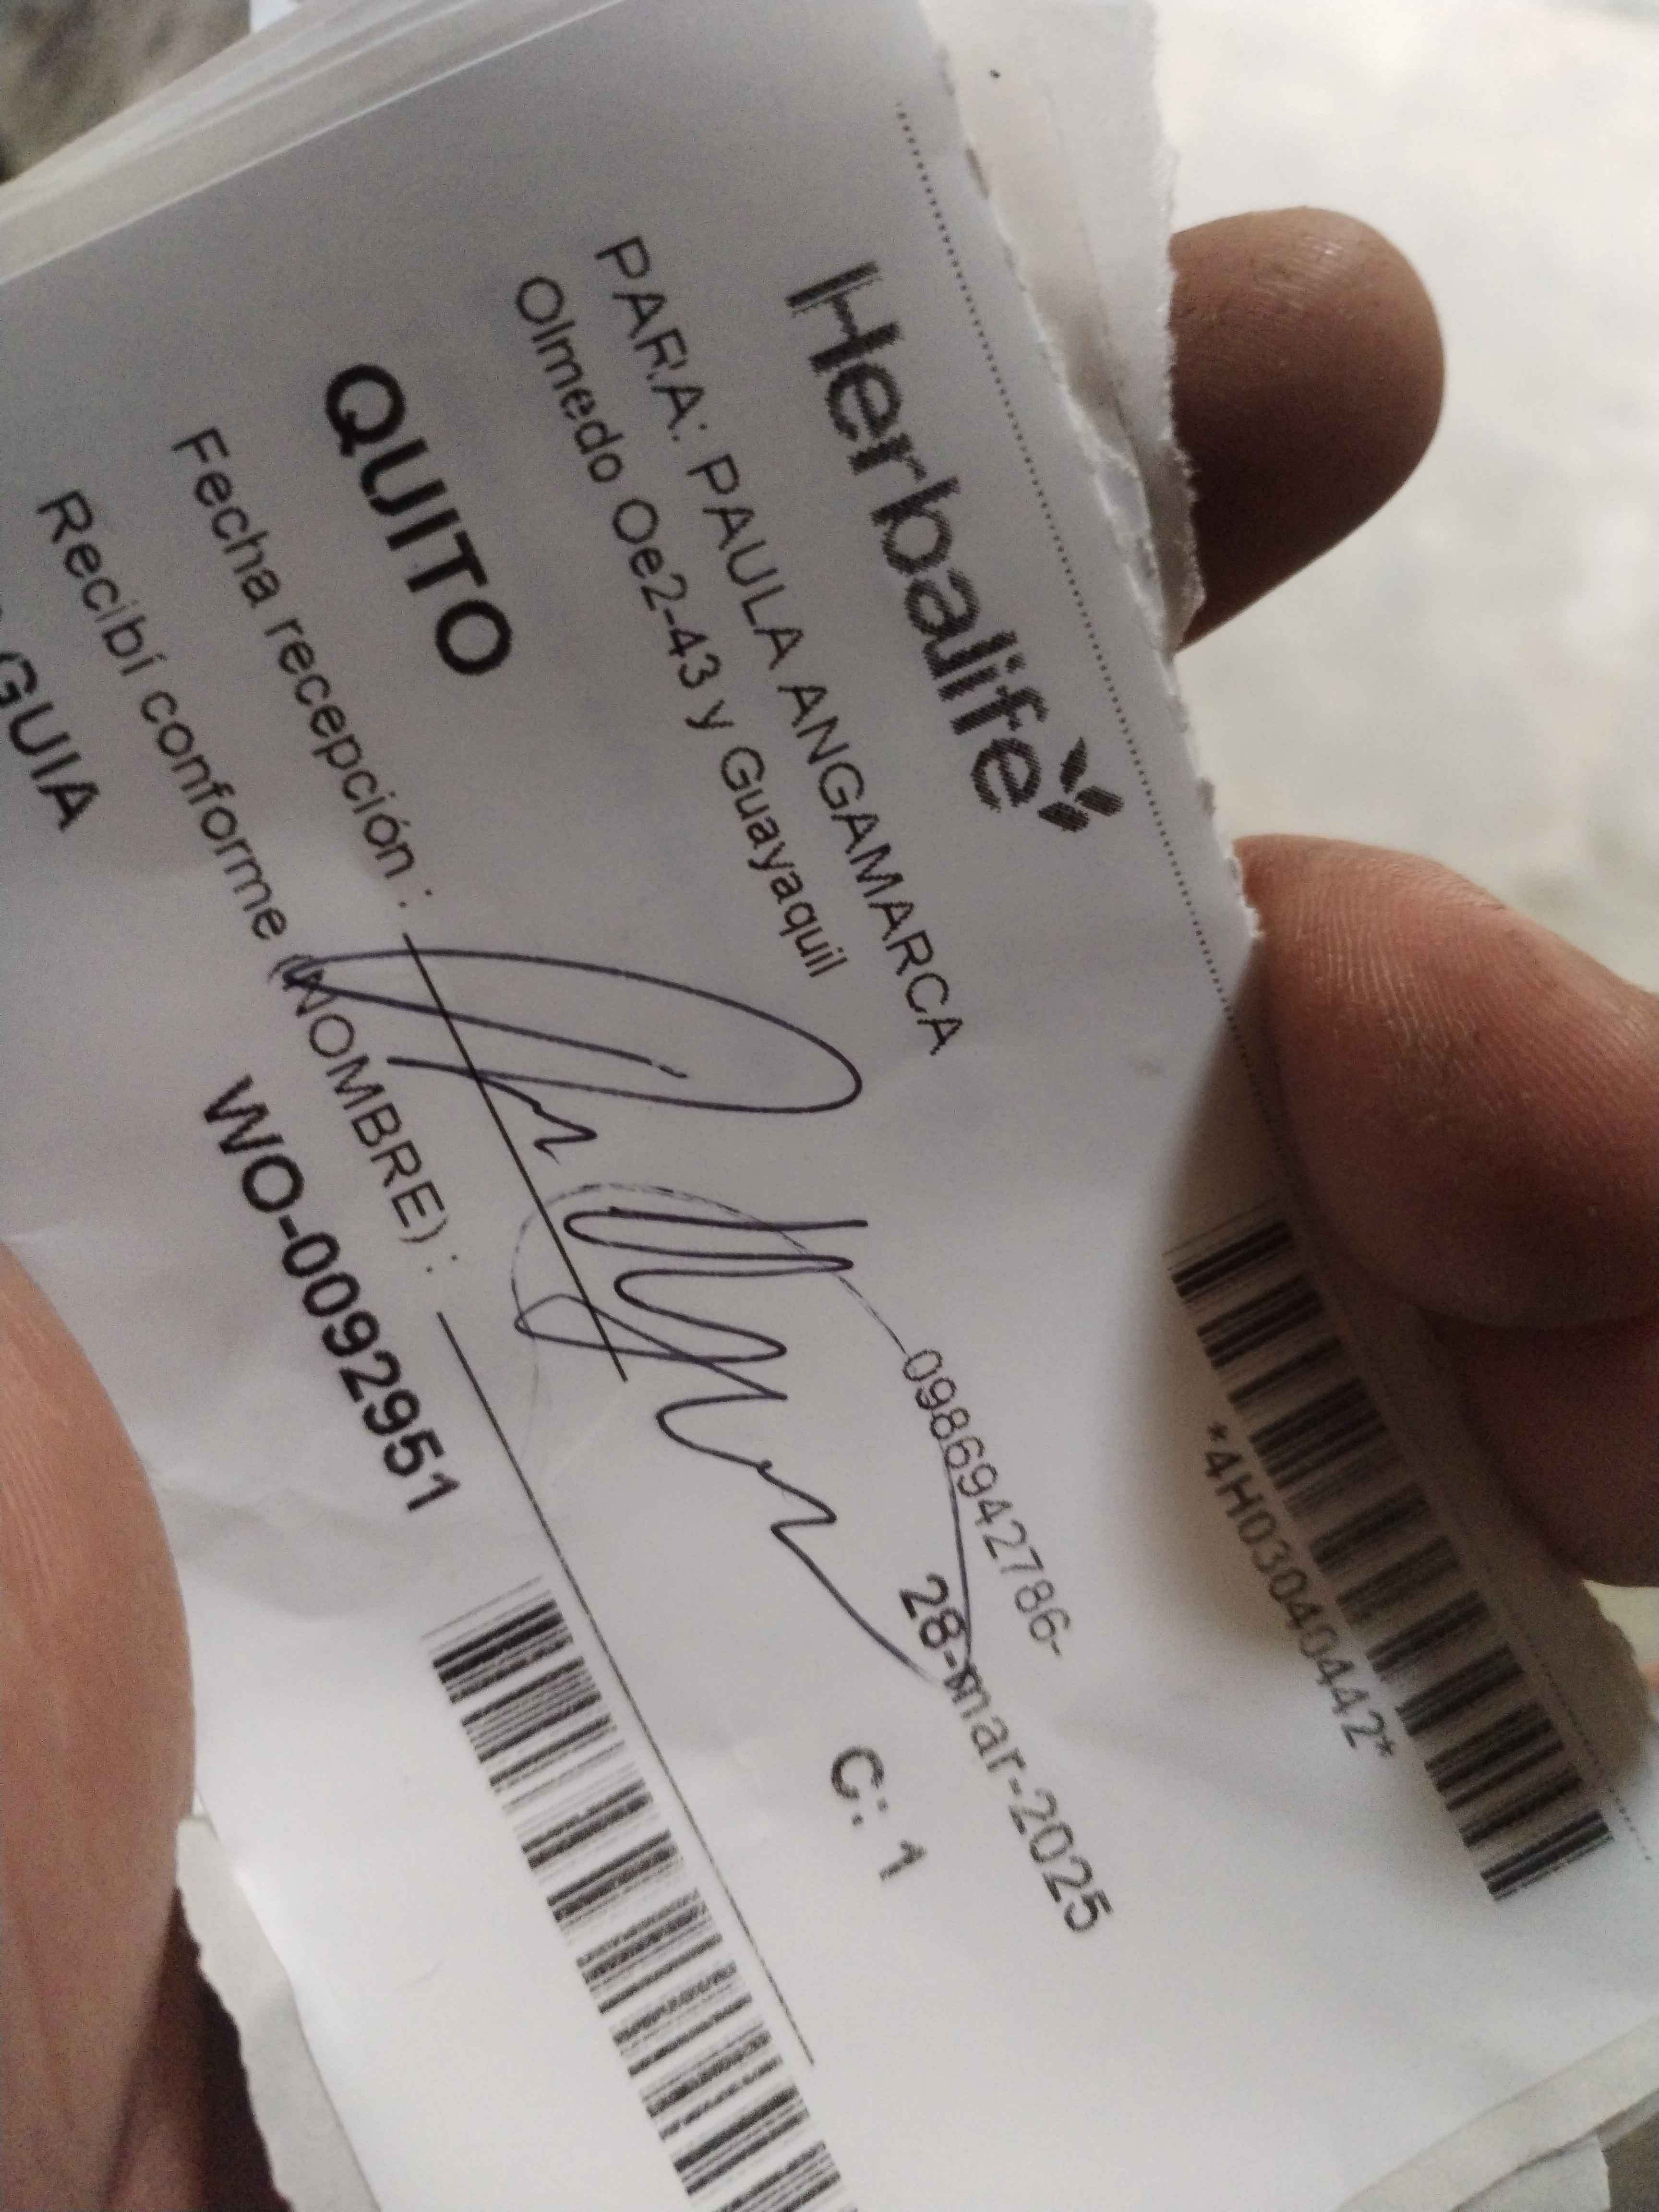 *4H03040442*
Herbalife
PARA: PAULA ANGAMARCA
0986942786-
Olmedo Oe2-43 y Guayaquil
28-mar-2025
QUITO
C: 1
Fecha recepción :
Recibí conforme (NOMBRE) :
GUIA
WO-0092951